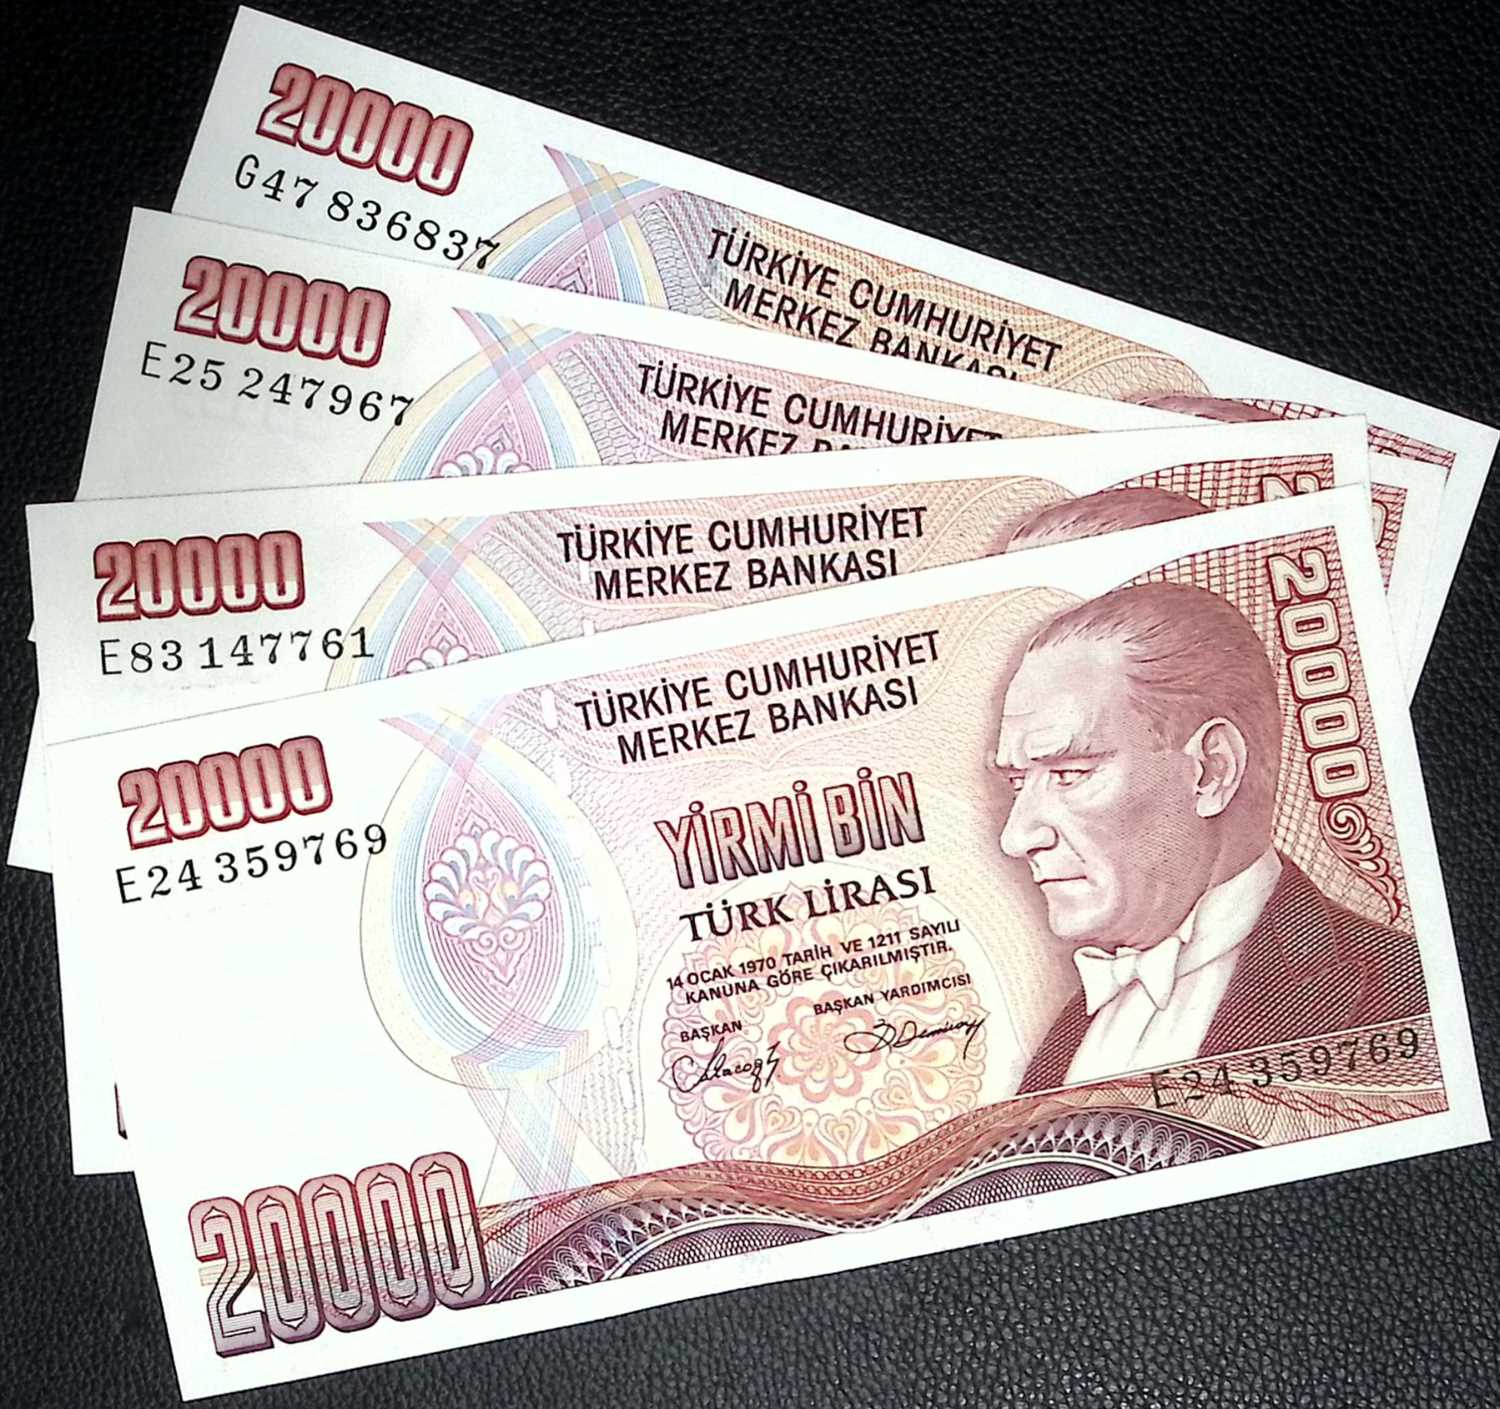 20000
G47 836837
TÜRKİYE CUMHURİYET
MERKEZ BANKASI
20000
E25 247967
TÜRKİYE CUMHURİYET
MERKEZ
20000
E83 147761
TÜRKİYE CUMHURİYET
MERKEZ BANKASI
20000
E24 359769
TÜRKİYE CUMHURİYET
MERKEZ BANKASI
YİRMİ BİN
TÜRK LİRASI
14 OCAK 1970 TARİH VE 1211 SAYILI
KANUNA GÖRE ÇIKARILMIŞTIR.
BAŞKAN
BAŞKAN YARDIMCISI
20000
E24 359769
20000